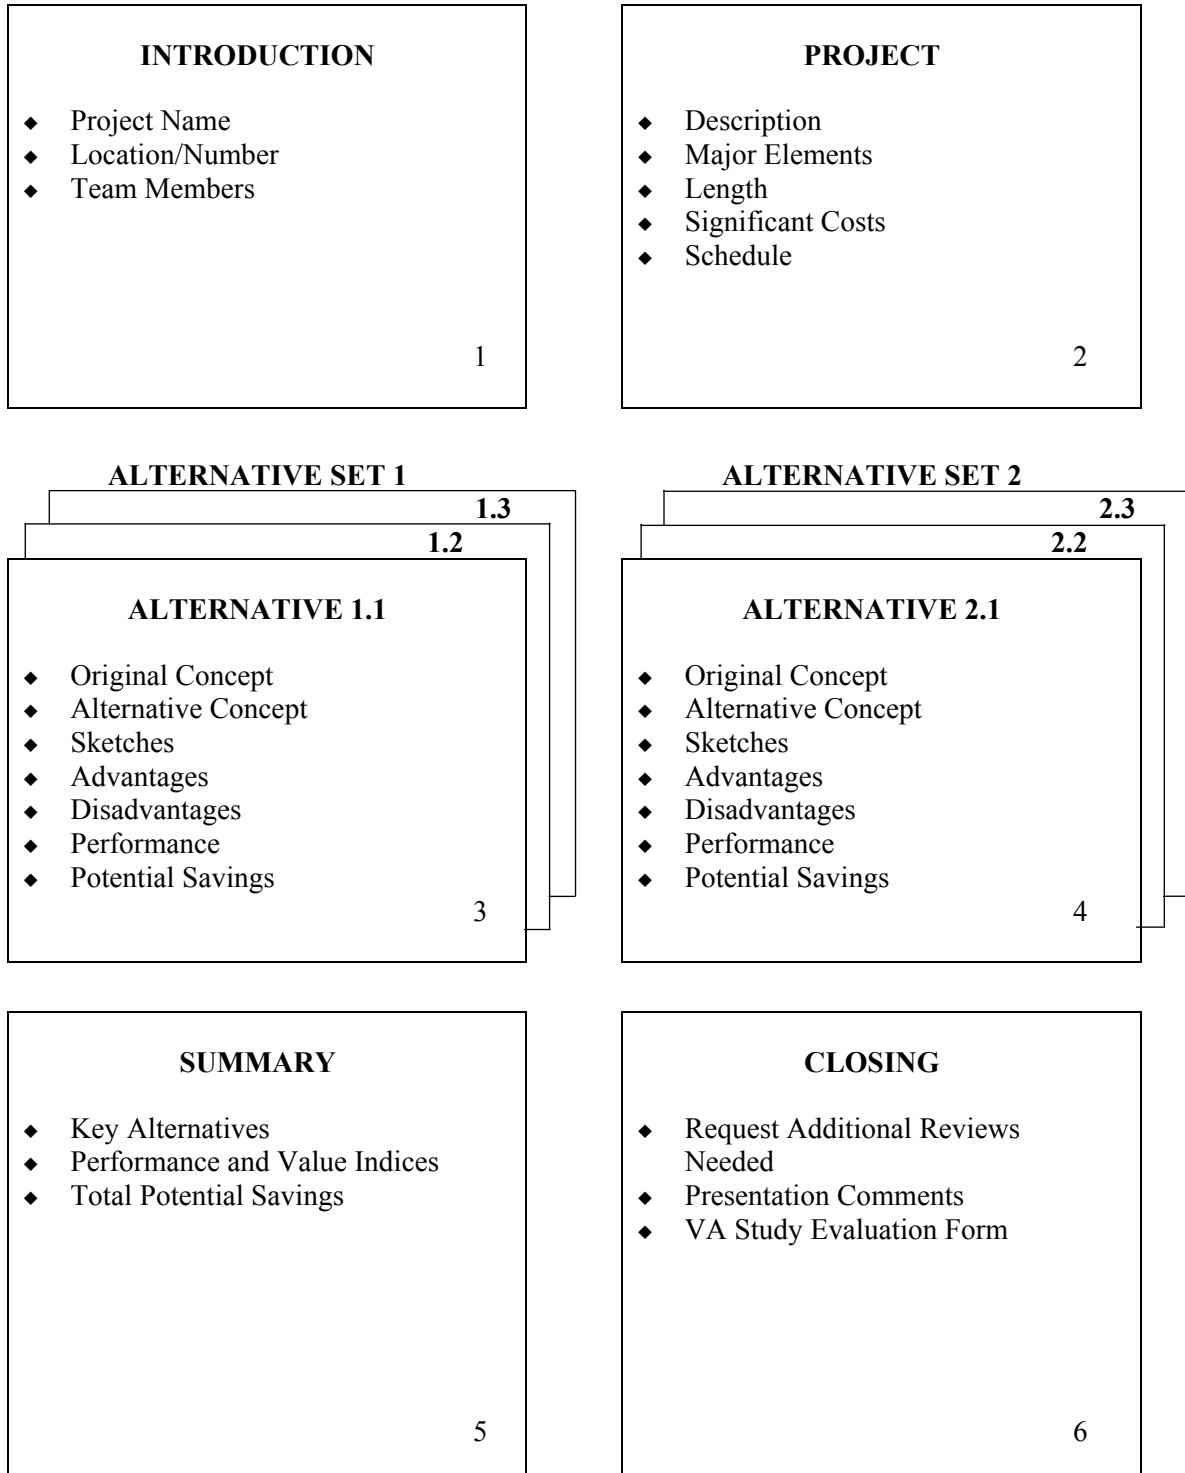 INTRODUCTION
◆ Project Name
◆ Location/Number
◆ Team Members
1
PROJECT
◆ Description
◆ Major Elements
◆ Length
◆ Significant Costs
◆ Schedule
2
ALTERNATIVE SET 1
1.3
1.2
ALTERNATIVE 1.1
◆ Original Concept
◆ Alternative Concept
◆ Sketches
◆ Advantages
◆ Disadvantages
◆ Performance
◆ Potential Savings
3
ALTERNATIVE SET 2
2.3
2.2
ALTERNATIVE 2.1
◆ Original Concept
◆ Alternative Concept
◆ Sketches
◆ Advantages
◆ Disadvantages
◆ Performance
◆ Potential Savings
4
SUMMARY
◆ Key Alternatives
◆ Performance and Value Indices
◆ Total Potential Savings
5
CLOSING
◆ Request Additional Reviews
Needed
◆ Presentation Comments
◆ VA Study Evaluation Form
6